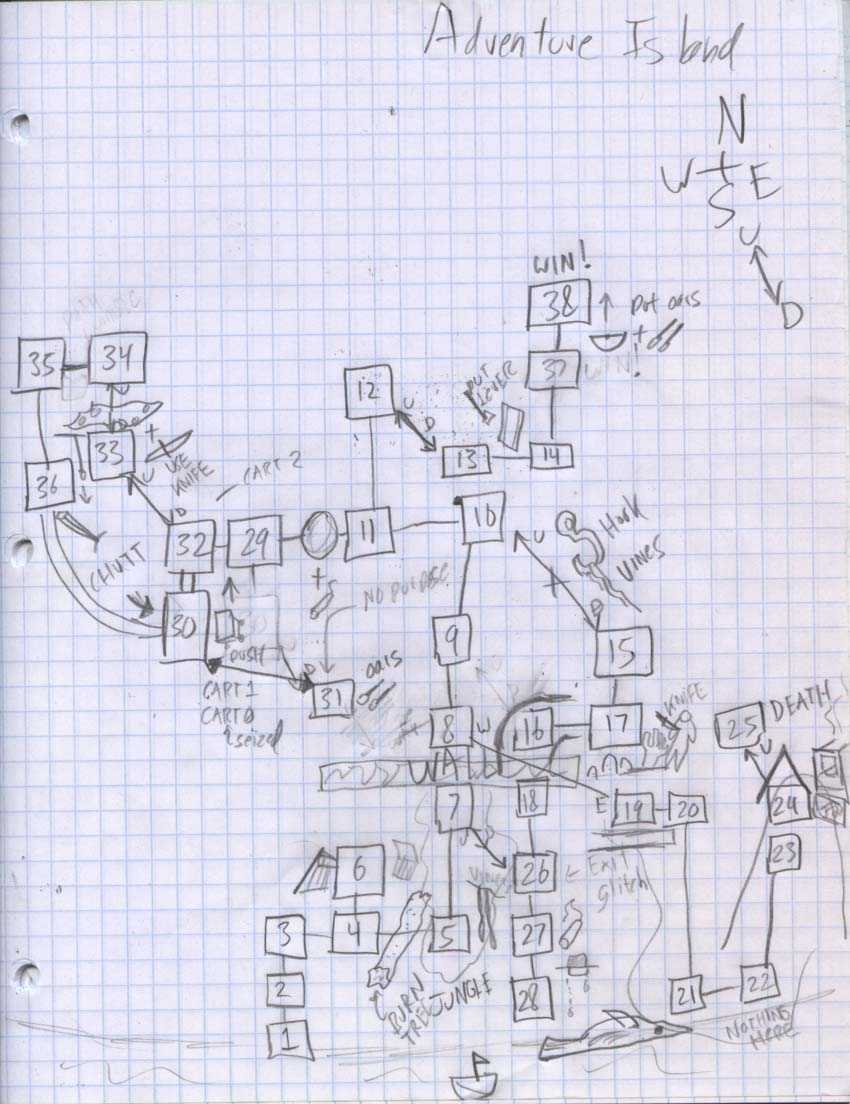 Adventure Island
N
W E
S
U
D
WIN!
38
put oars
+
37
WIN!
35
34
12
U
D
PUT
LEVER
13
14
33
+
USE
KNIFE
U
D
CART 2
36
32
29
11
10
Hook
VINES
U
D
CHUTT
+
NO PURPOSE
30
PUSH
9
15
CART 1
CART 0
seized
D
31
oars
8
W
16
17
KNIFE
25
DEATH
U
WALL
7
18
E
19
20
24
23
6
U
D
26
← Exit
glitch
3
4
5
27
2
28
21
22
BURN
TREE
JUNGLE
1
NOTHING
HERE